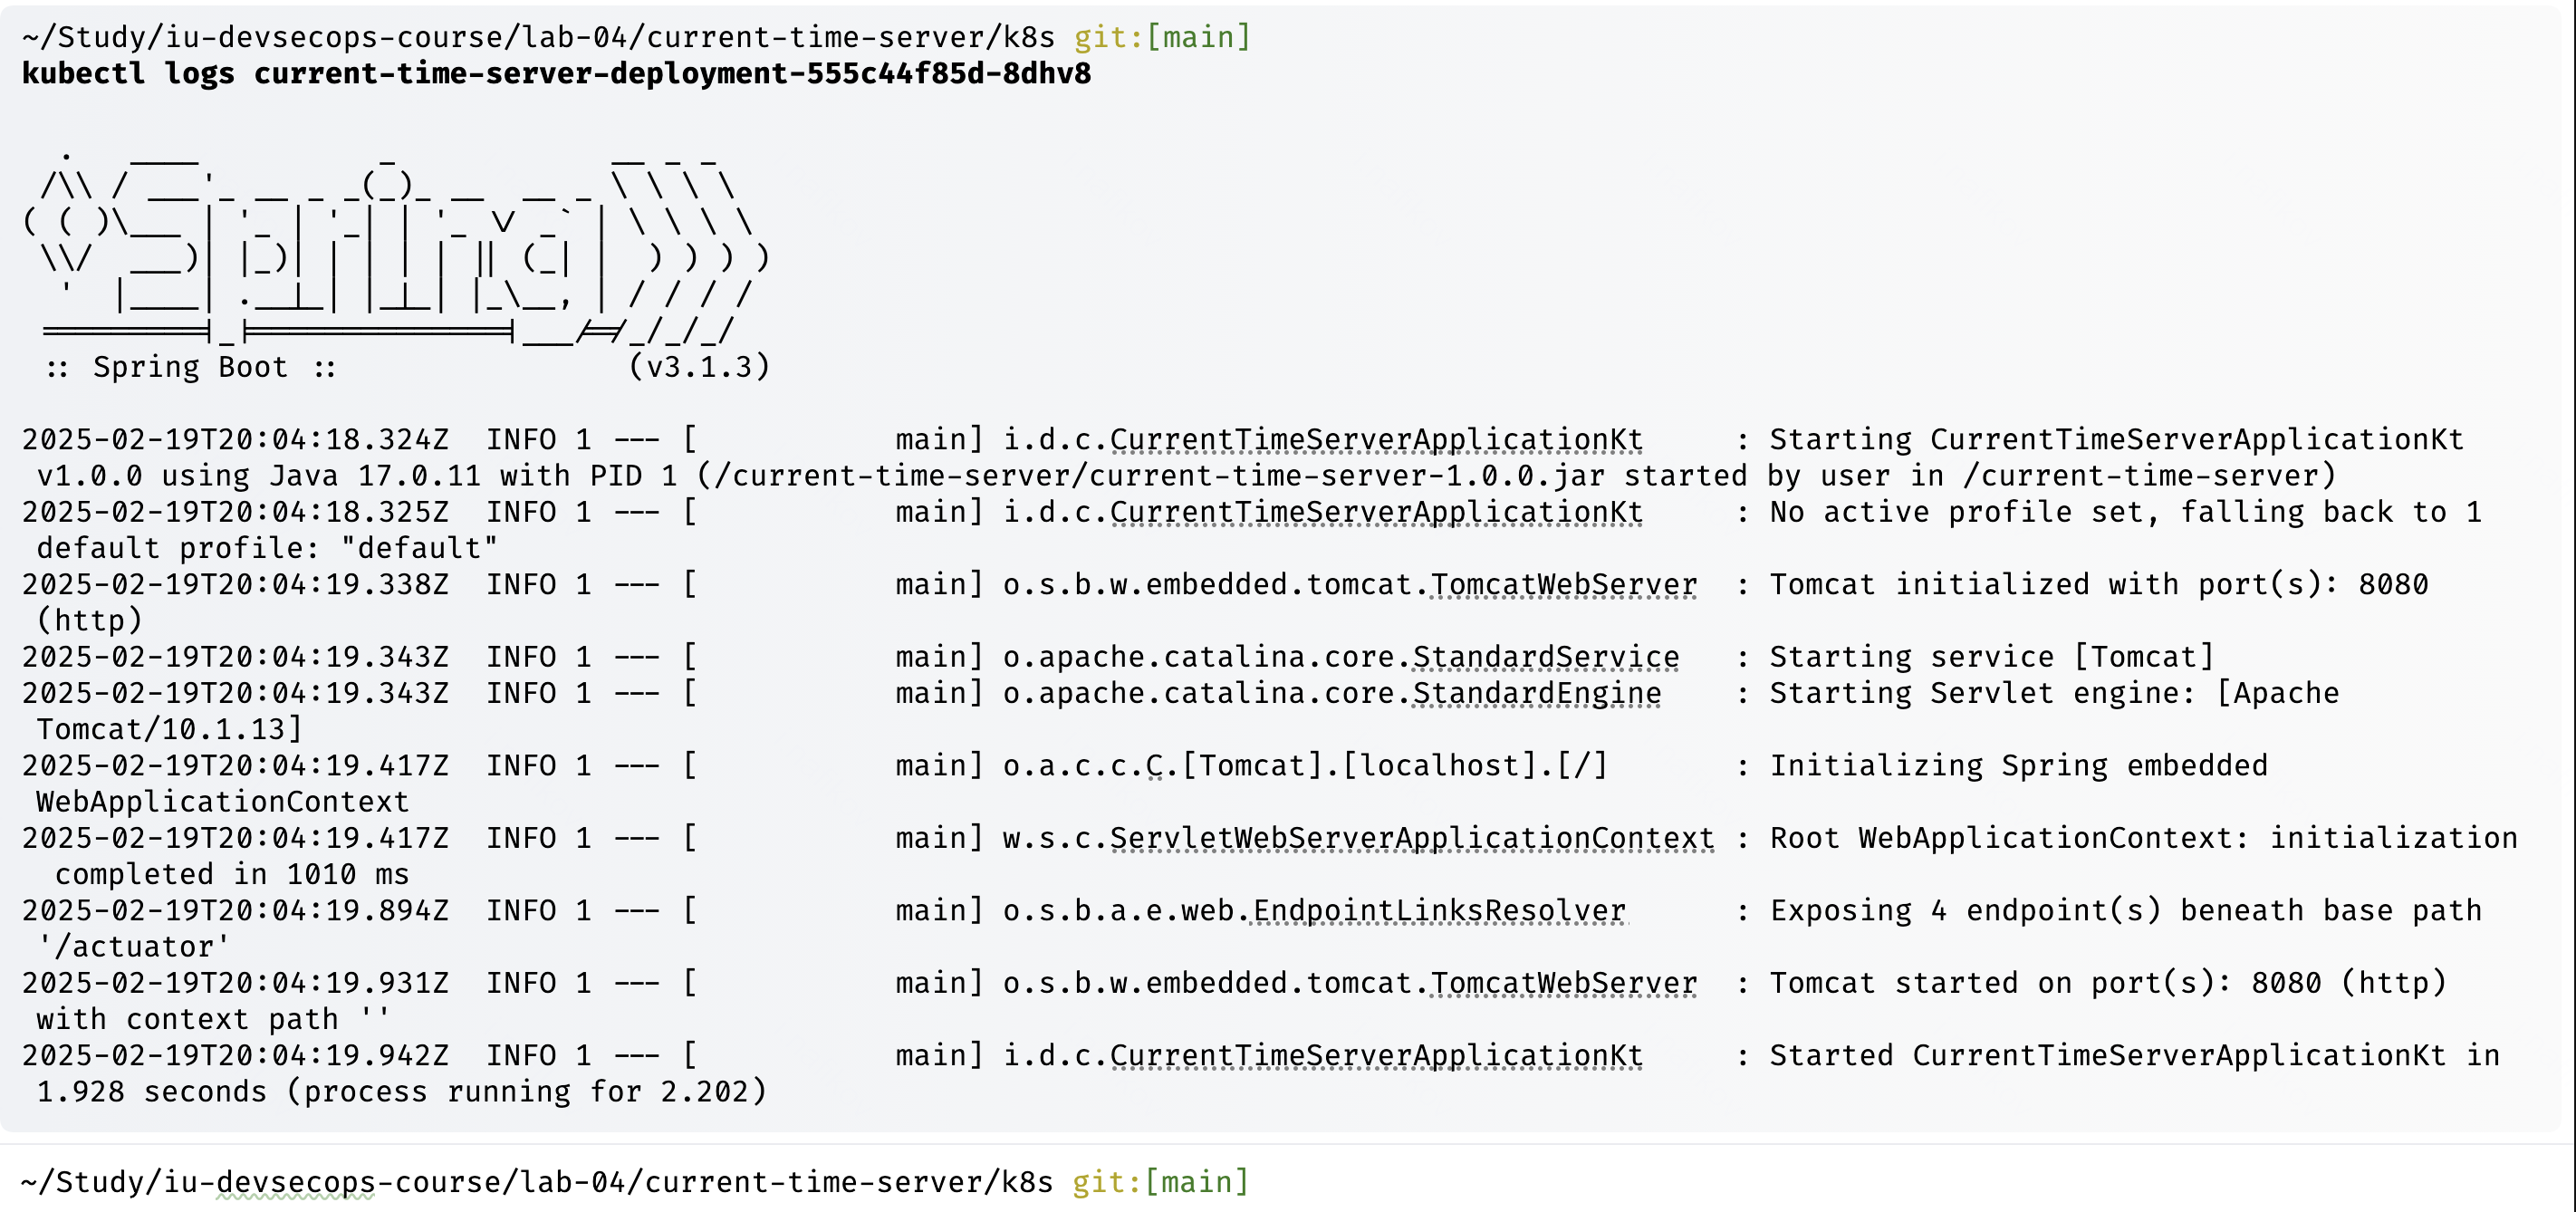 ~/Study/iu-devsecops-course/lab-04/current-time-server/k8s git:[main]
kubectl logs current-time-server-deployment-555c44f85d-8dhv8

  .   ____          _            __ _ _
 /\\ / ___'_ __ _ _(_)_ __  __ _ \ \ \ \
( ( )\___ | '_ | '_| | '_ \/ _` | \ \ \ \
 \\/  ___)| |_)| | | | | || (_| |  ) ) ) )
  '  |____| .__|_| |_|_| |_\__, | / / / /
 =========|_|==============|___/=/_/_/_/
 :: Spring Boot ::                (v3.1.3)

2025-02-19T20:04:18.324Z  INFO 1 --- [           main] i.d.c.CurrentTimeServerApplicationKt     : Starting CurrentTimeServerApplicationKt
v1.0.0 using Java 17.0.11 with PID 1 (/current-time-server/current-time-server-1.0.0.jar started by user in /current-time-server)
2025-02-19T20:04:18.325Z  INFO 1 --- [           main] i.d.c.CurrentTimeServerApplicationKt     : No active profile set, falling back to 1
default profile: "default"
2025-02-19T20:04:19.338Z  INFO 1 --- [           main] o.s.b.w.embedded.tomcat.TomcatWebServer  : Tomcat initialized with port(s): 8080
(http)
2025-02-19T20:04:19.343Z  INFO 1 --- [           main] o.apache.catalina.core.StandardService   : Starting service [Tomcat]
2025-02-19T20:04:19.343Z  INFO 1 --- [           main] o.apache.catalina.core.StandardEngine    : Starting Servlet engine: [Apache
Tomcat/10.1.13]
2025-02-19T20:04:19.417Z  INFO 1 --- [           main] o.a.c.c.C.[Tomcat].[localhost].[/]       : Initializing Spring embedded
WebApplicationContext
2025-02-19T20:04:19.417Z  INFO 1 --- [           main] w.s.c.ServletWebServerApplicationContext : Root WebApplicationContext: initialization
completed in 1010 ms
2025-02-19T20:04:19.894Z  INFO 1 --- [           main] o.s.b.a.e.web.EndpointLinksResolver      : Exposing 4 endpoint(s) beneath base path
'/actuator'
2025-02-19T20:04:19.931Z  INFO 1 --- [           main] o.s.b.w.embedded.tomcat.TomcatWebServer  : Tomcat started on port(s): 8080 (http)
with context path ''
2025-02-19T20:04:19.942Z  INFO 1 --- [           main] i.d.c.CurrentTimeServerApplicationKt     : Started CurrentTimeServerApplicationKt in
1.928 seconds (process running for 2.202)
~/Study/iu-devsecops-course/lab-04/current-time-server/k8s git:[main]